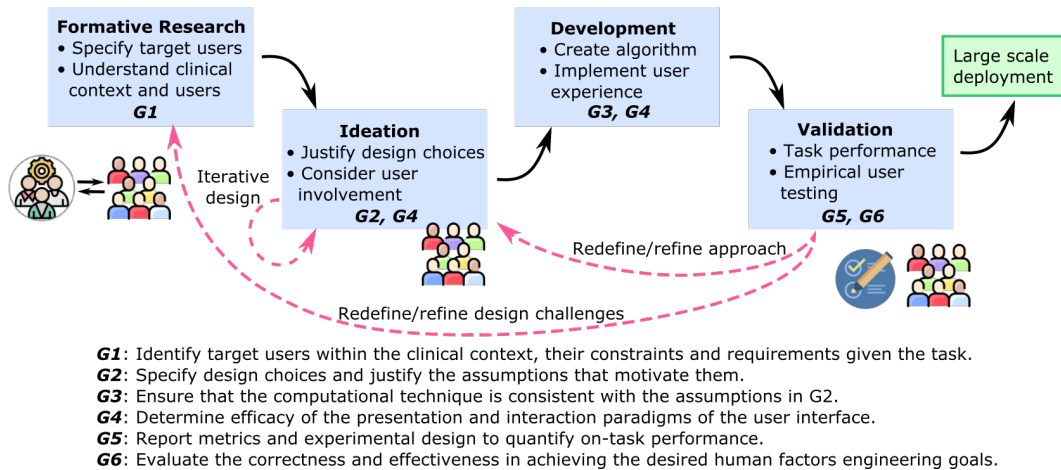 Formative Research
• Specify target users
• Understand clinical
context and users
G1
Ideation
• Justify design choices
• Consider user
involvement
G2, G4
Development
• Create algorithm
• Implement user
experience
G3, G4
Validation
• Task performance
• Empirical user
testing
G5, G6
Large scale
deployment
Iterative
design
Redefine/refine approach
Redefine/refine design challenges
G1: Identify target users within the clinical context, their constraints and requirements given the task.
G2: Specify design choices and justify the assumptions that motivate them.
G3: Ensure that the computational technique is consistent with the assumptions in G2.
G4: Determine efficacy of the presentation and interaction paradigms of the user interface.
G5: Report metrics and experimental design to quantify on-task performance.
G6: Evaluate the correctness and effectiveness in achieving the desired human factors engineering goals.